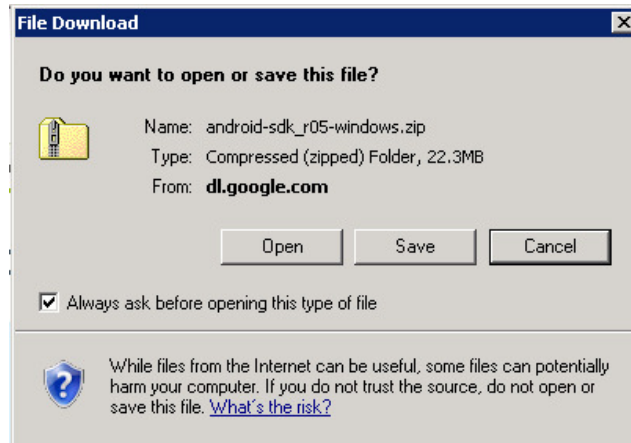 File Download
Do you want to open or save this file?
Name: android-sdk_r05-windows.zip
Type: Compressed (zipped) Folder, 22.3MB
From: dl.google.com
Open Save Cancel
Always ask before opening this type of file
While files from the Internet can be useful, some files can potentially
harm your computer. If you do not trust the source, do not open or
save this file. What's the risk?